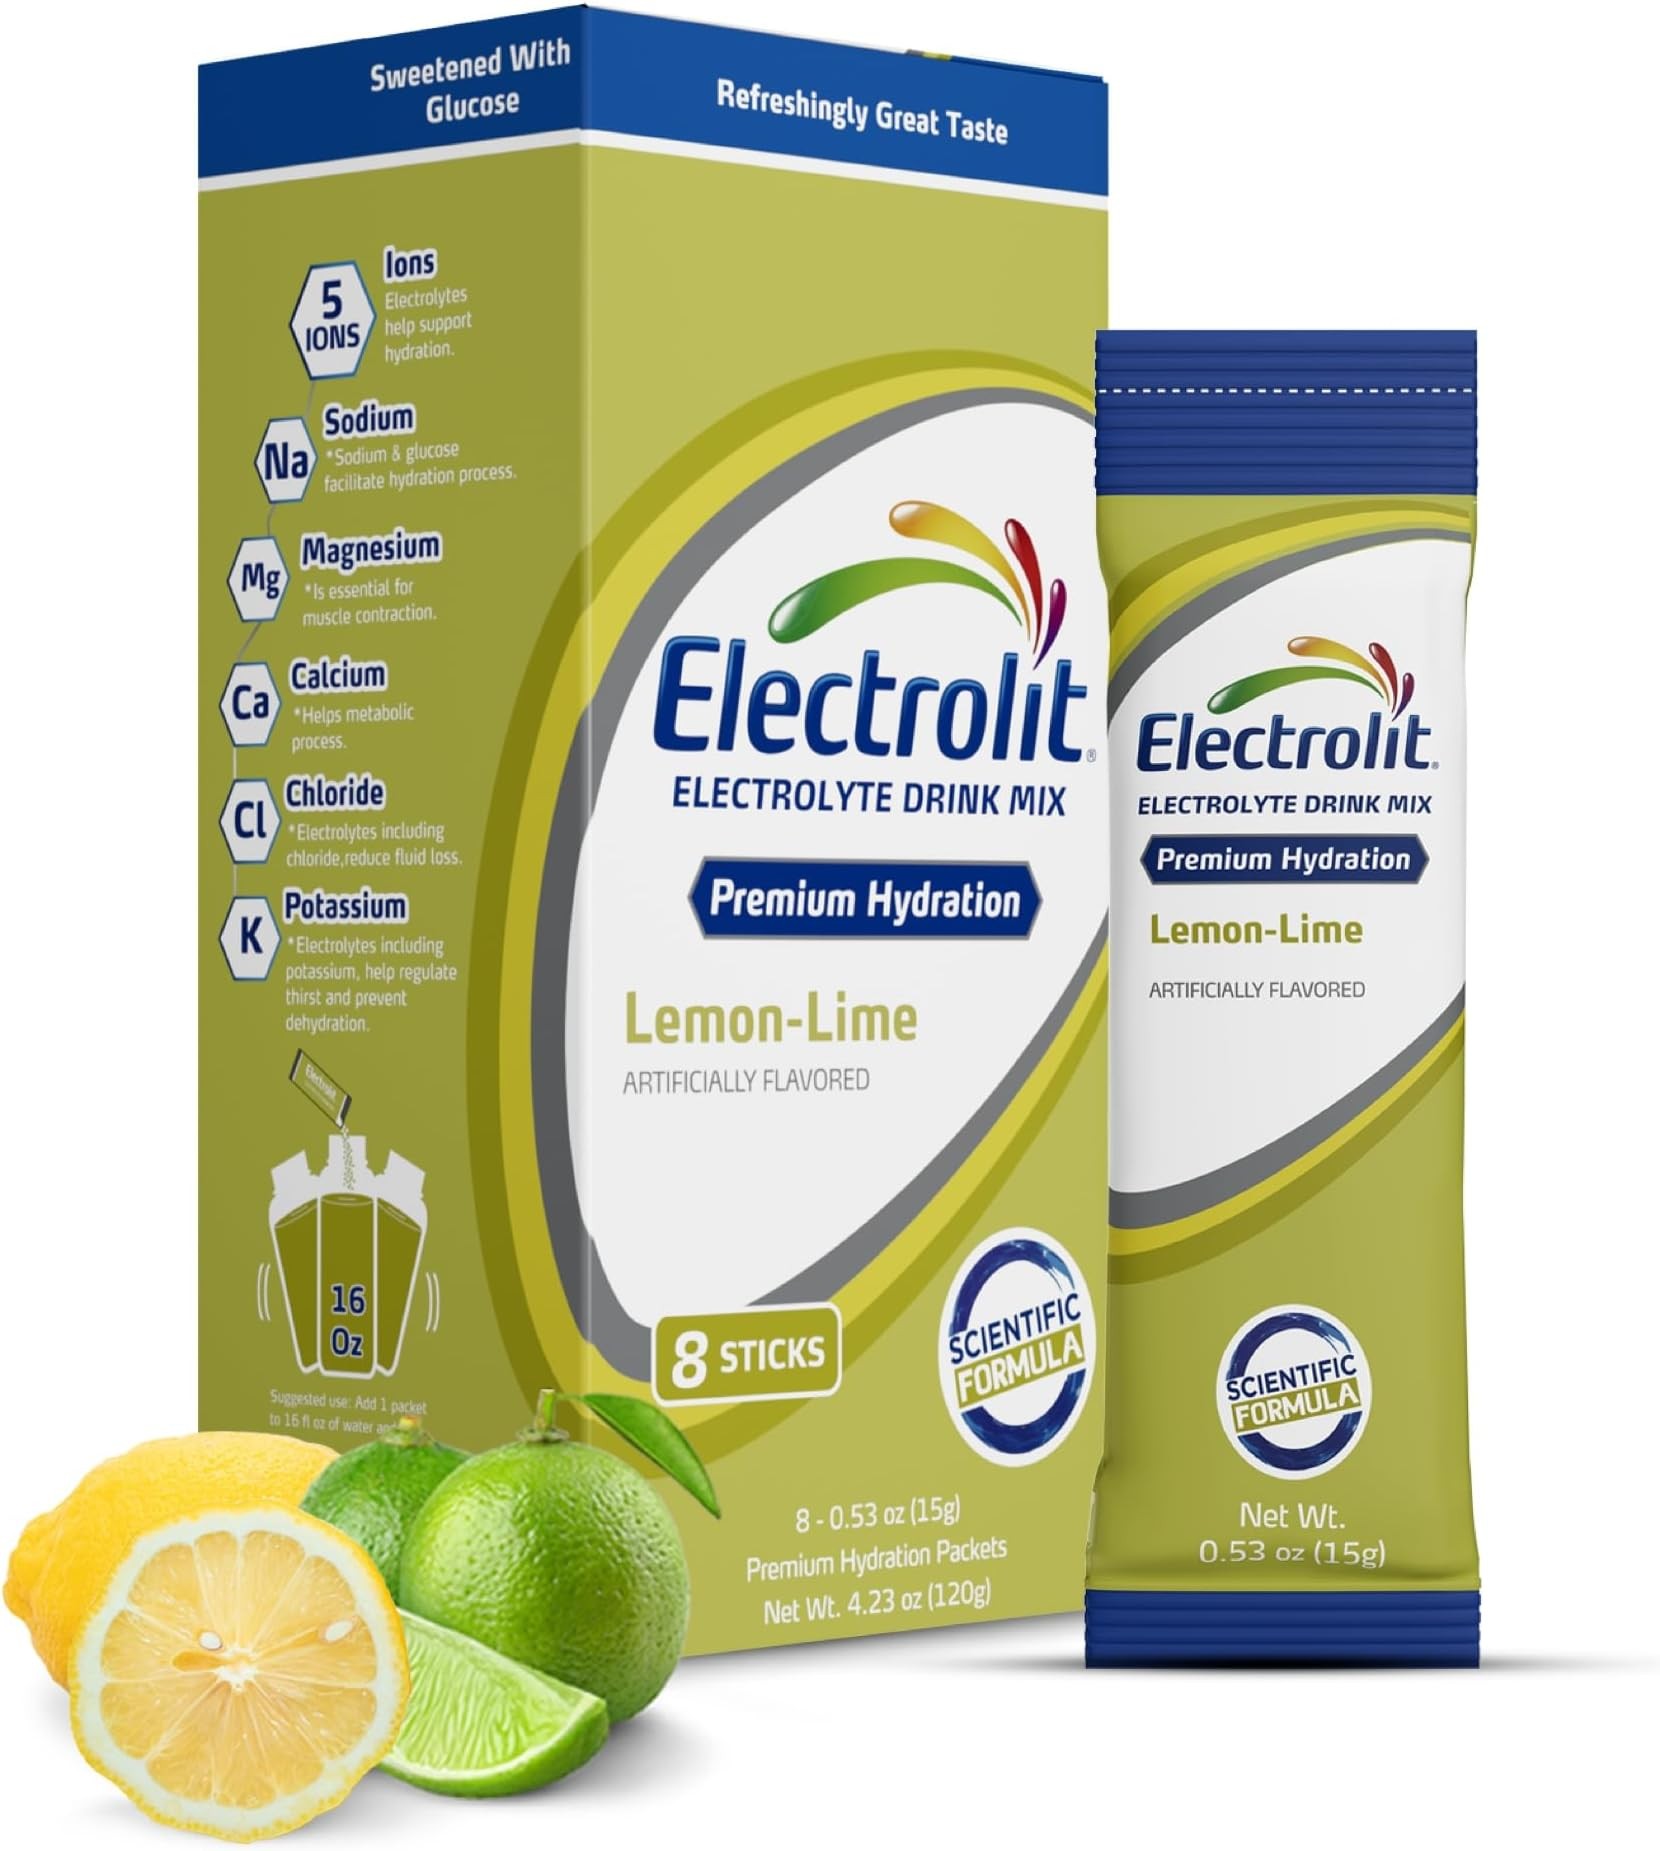 Sweetened With
Glucose
Refreshingly Great Taste
5
IONS
Ions
Electrolytes
help support
hydration.
Na
Sodium
*Sodium & glucose
facilitate hydration process.
Mg
Magnesium
*Is essential for
muscle contraction.
Ca
Calcium
*Helps metabolic
process.
Cl
Chloride
*Electrolytes including
chloride,reduce fluid loss.
K
Potassium
*Electrolytes including
potassium, help regulate
thirst and prevent
dehydration.
Electrolit
16
Oz
Suggested use: Add 1 packet
to 16 fl oz of water
Electrolit®
ELECTROLYTE DRINK MIX
Premium Hydration
Lemon-Lime
ARTIFICIALLY FLAVORED
8 STICKS
SCIENTIFIC
FORMULA
8 - 0.53 oz (15g)
Premium Hydration Packets
Net Wt. 4.23 oz (120g)
Electrolit®
ELECTROLYTE DRINK MIX
Premium Hydration
Lemon-Lime
ARTIFICIALLY FLAVORED
SCIENTIFIC
FORMULA
Net Wt.
0.53 oz (15g)